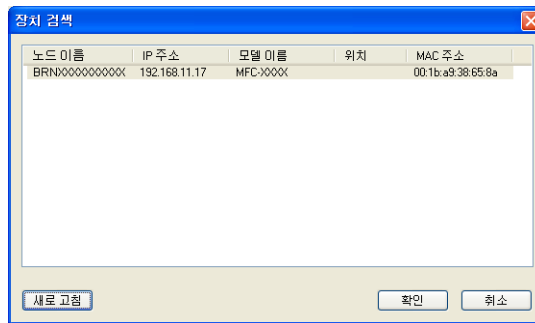 장치 검색
노드 이름 IP 주소 모델 이름 위치 MAC 주소
BRNXXXXXXXXXX 192.168.11.17 MFC-XXXX 00:1b:a9:38:65:8a
새로 고침 확인 취소